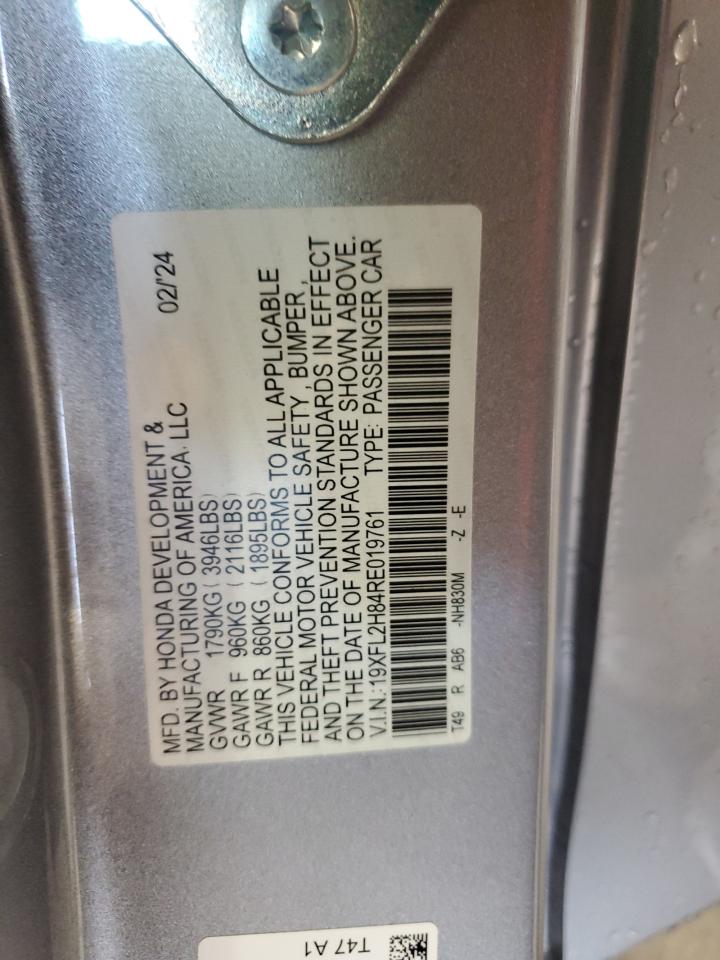 MFD. BY HONDA DEVELOPMENT &
MANUFACTURING OF AMERICA, LLC 02/'24
GVWR 1790KG ( 3946LBS)
GAWR F 960KG ( 2116LBS)
GAWR R 860KG ( 1895LBS)
THIS VEHICLE CONFORMS TO ALL APPLICABLE
FEDERAL MOTOR VEHICLE SAFETY, BUMPER,
AND THEFT PREVENTION STANDARDS IN EFFECT
ON THE DATE OF MANUFACTURE SHOWN ABOVE.
V.I.N.:19XFL2H84RE019761 TYPE: PASSENGER CAR
T49 R AB6 -NH830M -Z -E
T47 A1